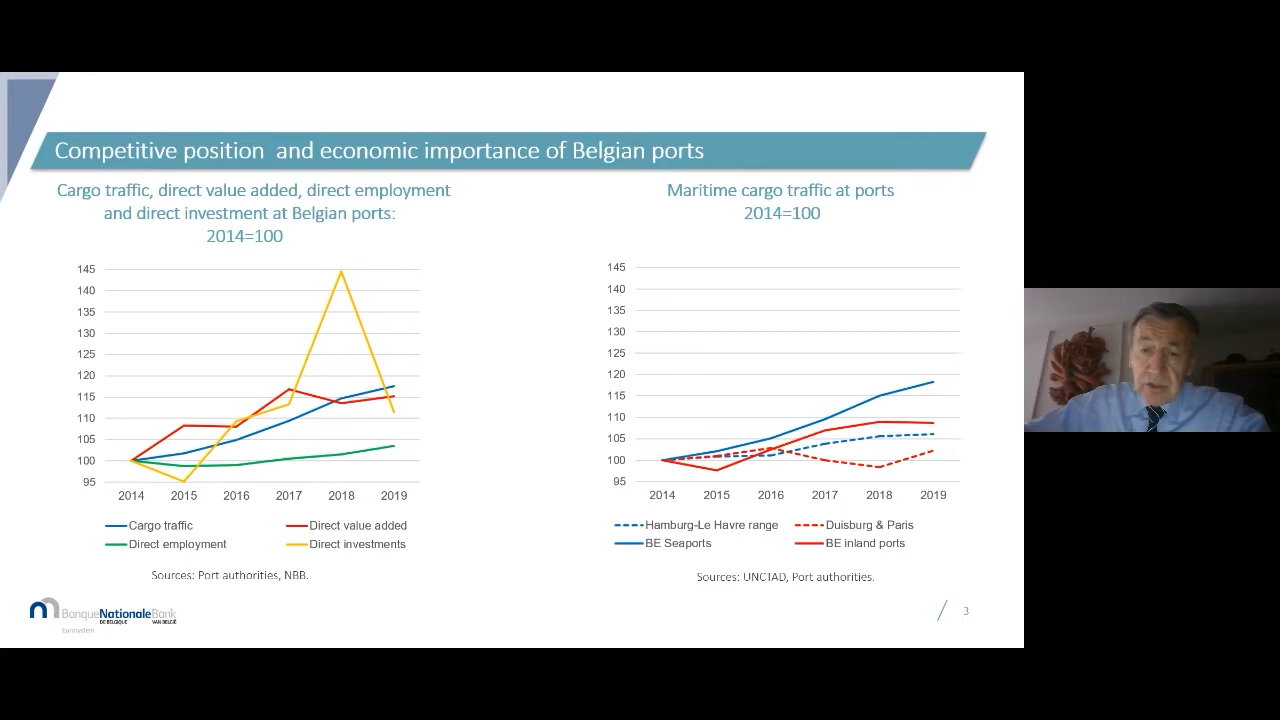 Competitive position and economic importance of Belgian ports
Cargo traffic, direct value added, direct employment
and direct investment at Belgian ports:
2014=100
145
140
135
130
125
120
115
110
105
100
95
2014 2015 2016 2017 2018 2019
Cargo traffic Direct value added
Direct employment Direct investments
Sources: Port authorities, NBB.
Maritime cargo traffic at ports
2014=100
145
140
135
130
125
120
115
110
105
100
95
2014 2015 2016 2017 2018 2019
Hamburg-Le Havre range Duisburg & Paris
BE Seaports BE inland ports
Sources: UNCTAD, Port authorities.
BanqueNationaleBank
DE BELGIQUE VAN BELGIË
Eurosystem
3